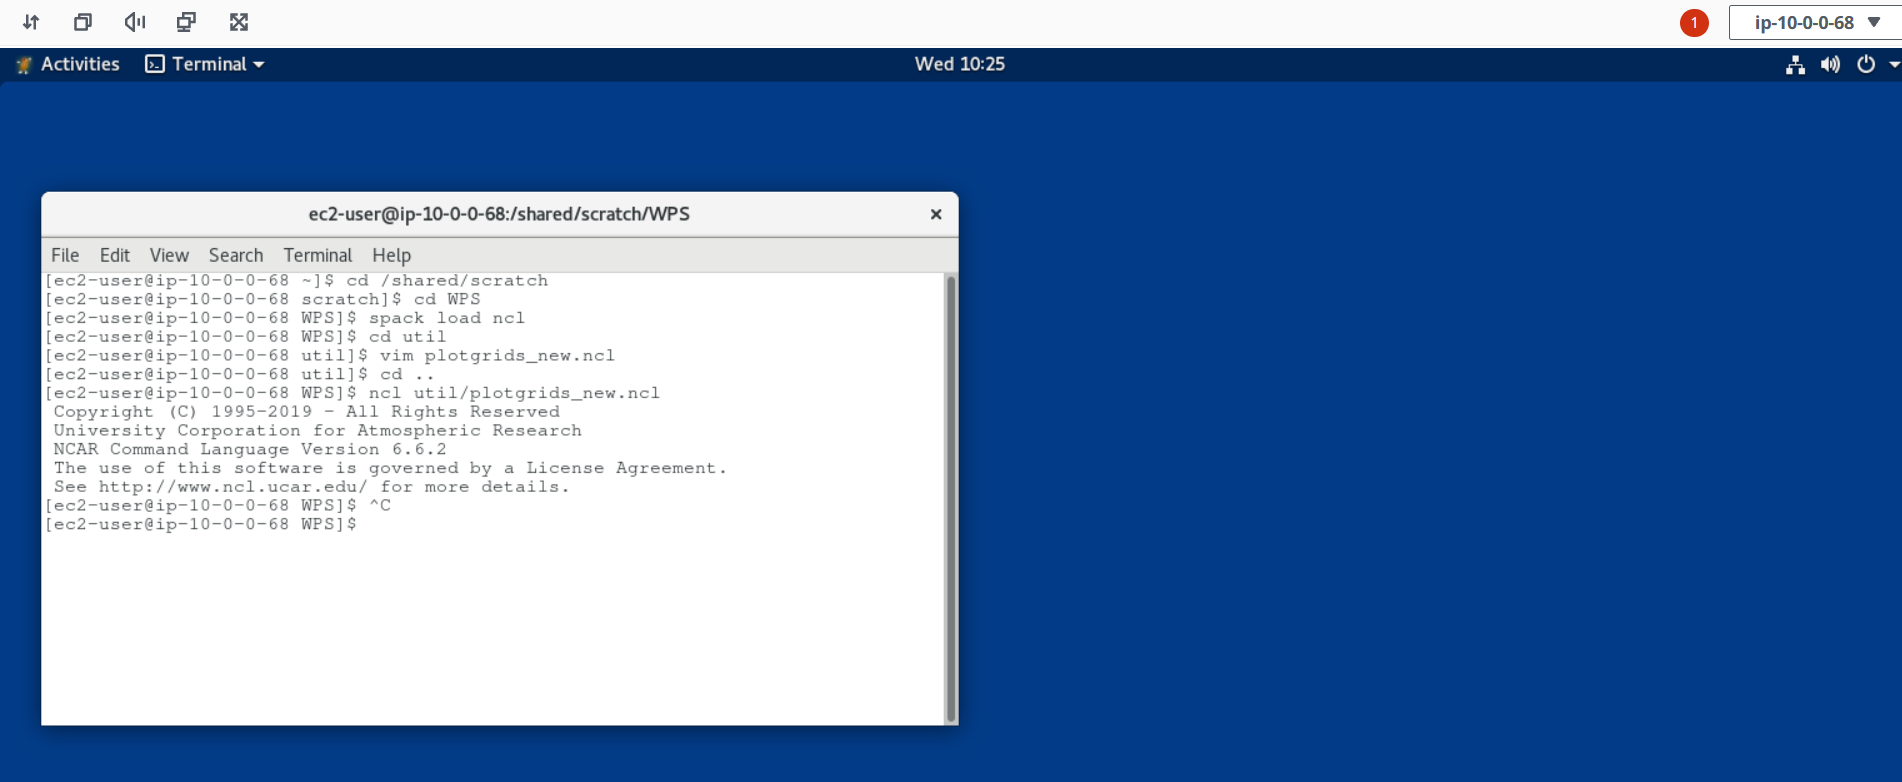 1
ip-10-0-0-68
Activities
Terminal
Wed 10:25
ec2-user@ip-10-0-0-68:/shared/scratch/WPS
File Edit View Search Terminal Help
[ec2-user@ip-10-0-0-68 ~]$ cd /shared/scratch
[ec2-user@ip-10-0-0-68 scratch]$ cd WPS
[ec2-user@ip-10-0-0-68 WPS]$ spack load ncl
[ec2-user@ip-10-0-0-68 WPS]$ cd util
[ec2-user@ip-10-0-0-68 util]$ vim plotgrids_new.ncl
[ec2-user@ip-10-0-0-68 util]$ cd ..
[ec2-user@ip-10-0-0-68 WPS]$ ncl util/plotgrids_new.ncl
Copyright (C) 1995-2019 - All Rights Reserved
University Corporation for Atmospheric Research
NCAR Command Language Version 6.6.2
The use of this software is governed by a License Agreement.
See http://www.ncl.ucar.edu/ for more details.
[ec2-user@ip-10-0-0-68 WPS]$ ^C
[ec2-user@ip-10-0-0-68 WPS]$